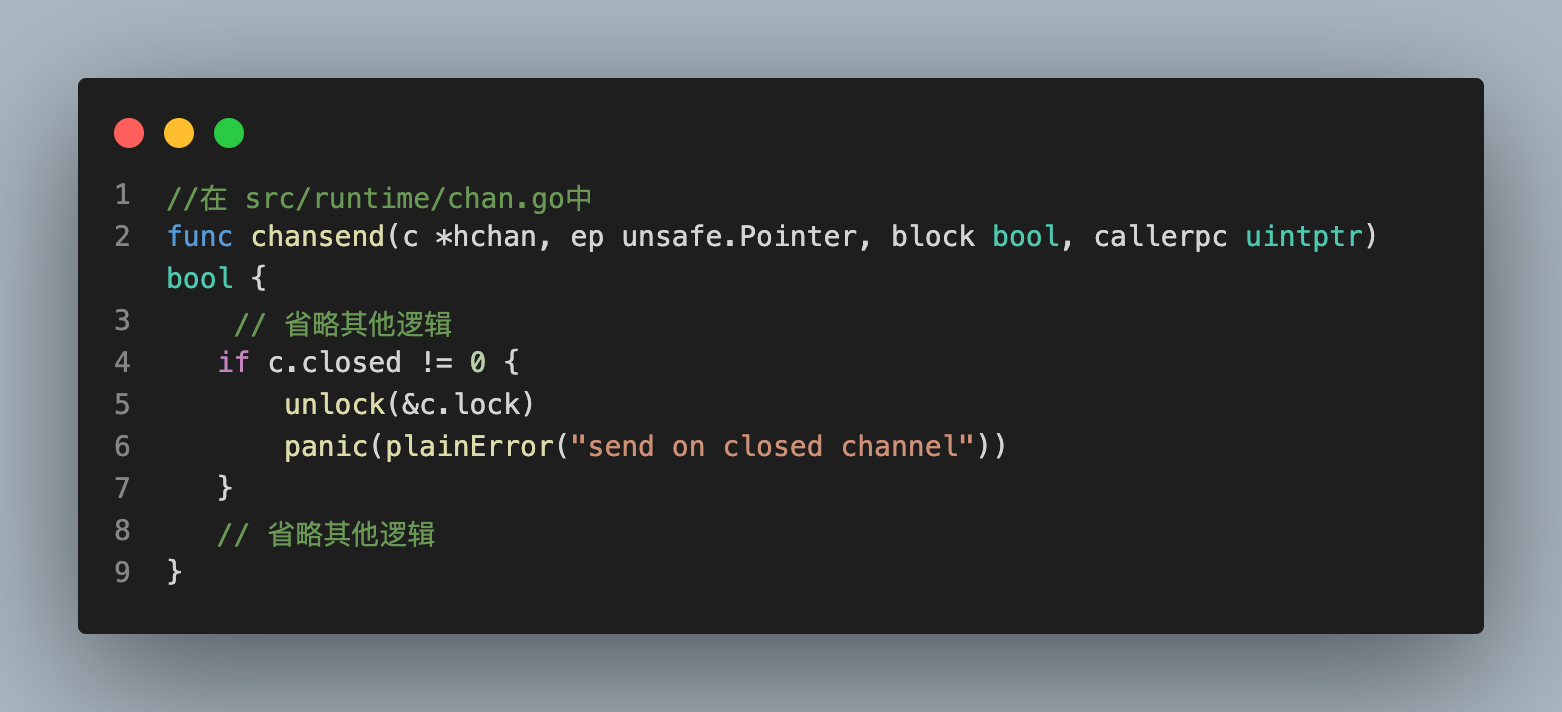 1 //在 src/runtime/chan.go中
2 func chansend(c *hchan, ep unsafe.Pointer, block bool, callerpc uintptr)
bool {
3     // 省略其他逻辑
4    if c.closed != 0 {
5        unlock(&c.lock)
6        panic(plainError("send on closed channel"))
7    }
8    // 省略其他逻辑
9 }